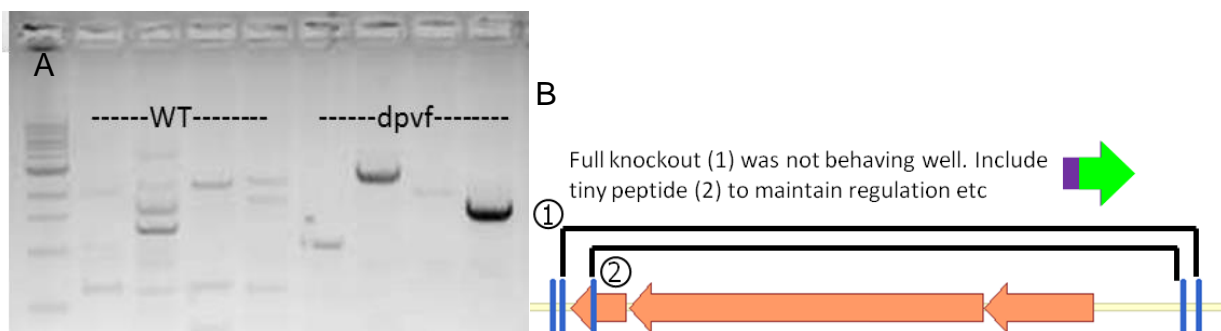 A
------WT--------
------dpvf--------
B
Full knockout (1) was not behaving well. Include
tiny peptide (2) to maintain regulation etc
①
②